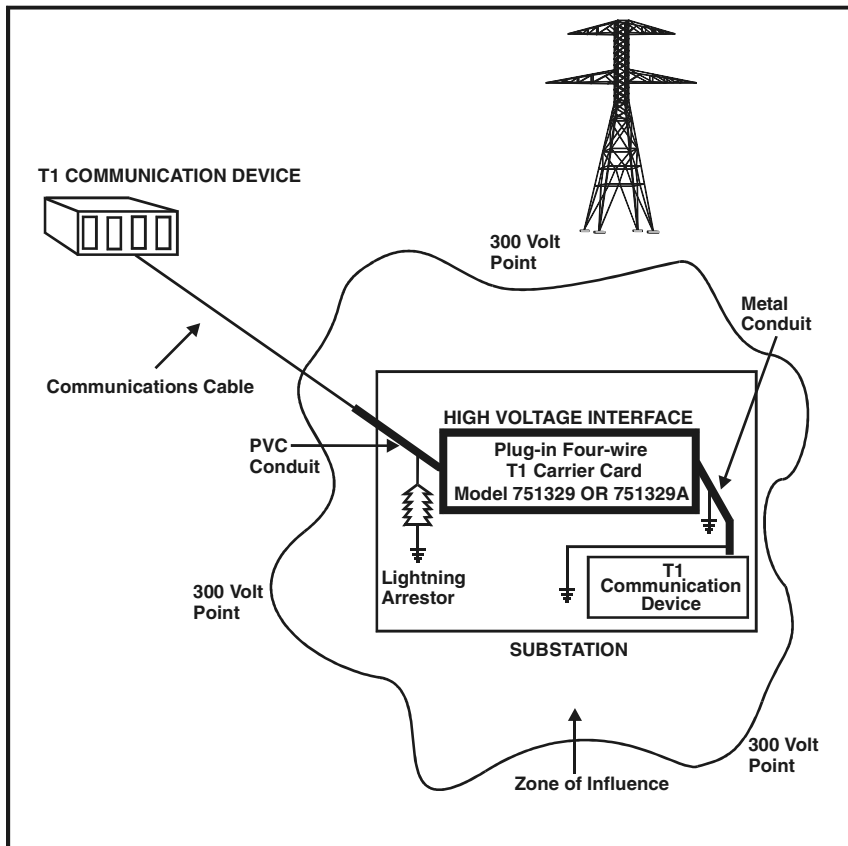 T1 COMMUNICATION DEVICE
300 Volt
Point
Metal
Conduit
Communications Cable
HIGH VOLTAGE INTERFACE
PVC
Conduit
Plug-in Four-wire
T1 Carrier Card
Model 751329 OR 751329A
Lightning
Arrestor
T1
Communication
Device
300 Volt
Point
SUBSTATION
300 Volt
Point
Zone of Influence